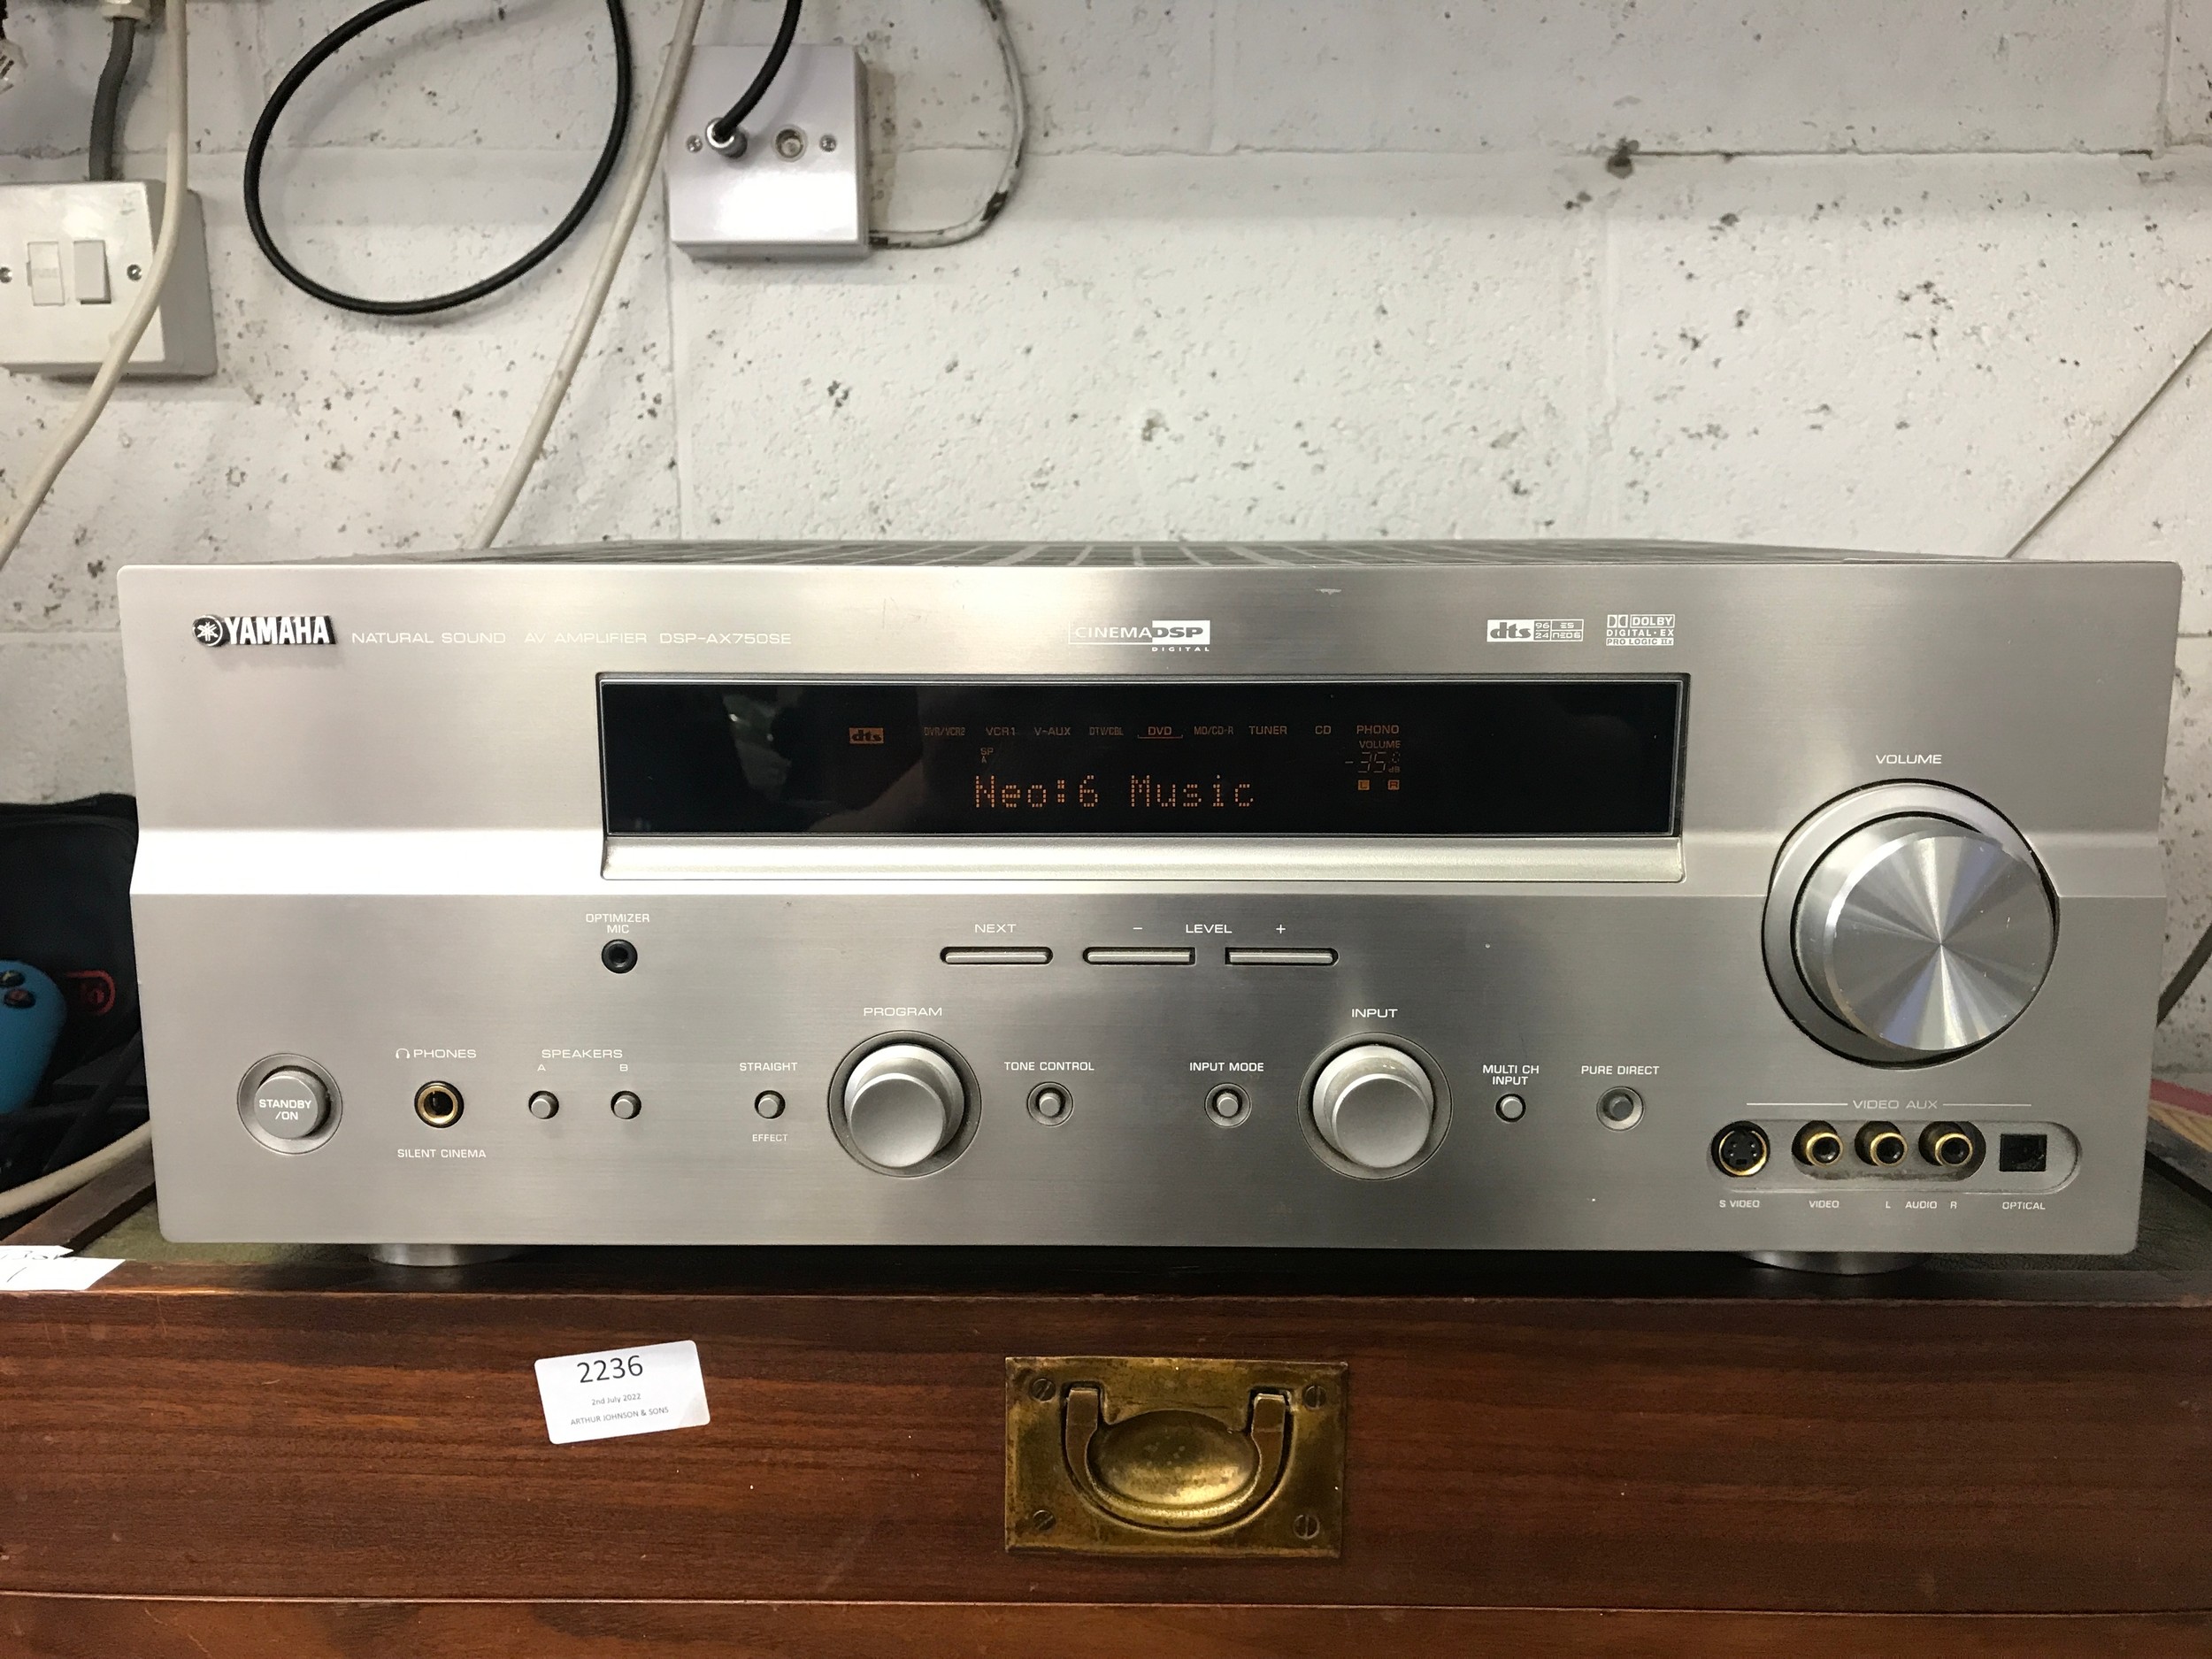 YAMAHA NATURAL SOUND AV AMPLIFIER DSP-AX750SE
CINEMA DSP
DIGITAL
dts 96 ES
24 NEO6
DOLBY
DIGITAL·EX
PRO LOGIC IIx
dts DVR/VCR2 VCR1 V-AUX DTV/CBL DVD MD/CD-R TUNER CD PHONO
SP
A
VOLUME
-35.0 dB
L R
Neo:6 Music
VOLUME
OPTIMIZER
MIC
NEXT - LEVEL +
PROGRAM
INPUT
STANDBY
/ON
PHONES
SILENT CINEMA
SPEAKERS
A B
STRAIGHT
EFFECT
TONE CONTROL
INPUT MODE
MULTI CH
INPUT
PURE DIRECT
VIDEO AUX
S VIDEO VIDEO L AUDIO R OPTICAL
2236
2nd July 2022
ARTHUR JOHNSON & SONS